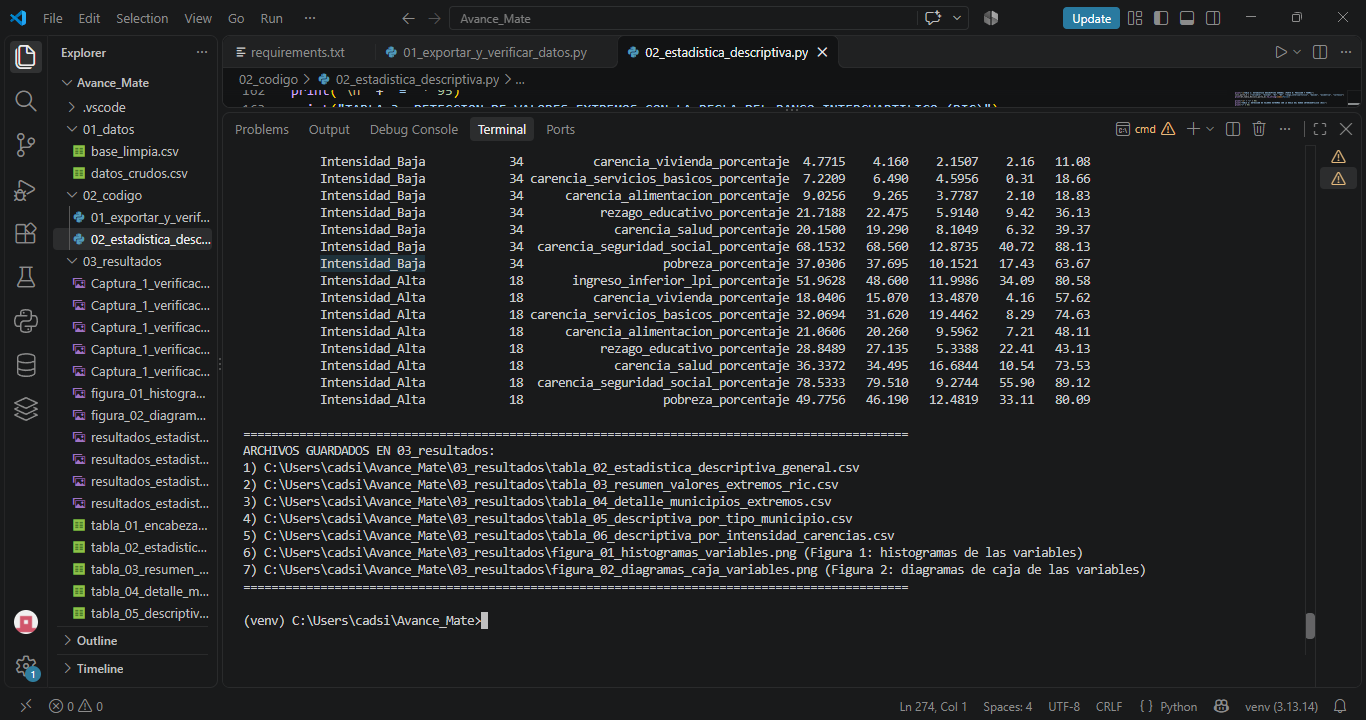 File Edit Selection View Go Run ··· Avance_Mate Update
Explorer ···
Avance_Mate
.vscode
01_datos
base_limpia.csv
datos_crudos.csv
02_codigo
01_exportar_y_verif...
02_estadistica_desc...
03_resultados
Captura_1_verificac...
Captura_1_verificac...
Captura_1_verificac...
Captura_1_verificac...
Captura_1_verificac...
figura_01_histogra...
figura_02_diagram...
resultados_estadist...
resultados_estadist...
resultados_estadist...
resultados_estadist...
tabla_01_encabeza...
tabla_02_estadistic...
tabla_03_resumen_...
tabla_04_detalle_m...
tabla_05_descriptiv...
Outline
Timeline
1
requirements.txt 01_exportar_y_verificar_datos.py 02_estadistica_descriptiva.py
02_codigo > 02_estadistica_descriptiva.py > ...
162 print("\n" + "=" * 95)
Problems Output Debug Console Terminal Ports cmd
Intensidad_Baja 34 carencia_vivienda_porcentaje 4.7715 4.160 2.1507 2.16 11.08
Intensidad_Baja 34 carencia_servicios_basicos_porcentaje 7.2209 6.490 4.5956 0.31 18.66
Intensidad_Baja 34 carencia_alimentacion_porcentaje 9.0256 9.265 3.7787 2.10 18.83
Intensidad_Baja 34 rezago_educativo_porcentaje 21.7188 22.475 5.9140 9.42 36.13
Intensidad_Baja 34 carencia_salud_porcentaje 20.1500 19.290 8.1049 6.32 39.37
Intensidad_Baja 34 carencia_seguridad_social_porcentaje 68.1532 68.560 12.8735 40.72 88.13
Intensidad_Baja 34 pobreza_porcentaje 37.0306 37.695 10.1521 17.43 63.67
Intensidad_Alta 18 ingreso_inferior_lpi_porcentaje 51.9628 48.600 11.9986 34.09 80.58
Intensidad_Alta 18 carencia_vivienda_porcentaje 18.0406 15.070 13.4870 4.16 57.62
Intensidad_Alta 18 carencia_servicios_basicos_porcentaje 32.0694 31.620 19.4462 8.29 74.63
Intensidad_Alta 18 carencia_alimentacion_porcentaje 21.0606 20.260 9.5962 7.21 48.11
Intensidad_Alta 18 rezago_educativo_porcentaje 28.8489 27.135 5.3388 22.41 43.13
Intensidad_Alta 18 carencia_salud_porcentaje 36.3372 34.495 16.6844 10.54 73.53
Intensidad_Alta 18 carencia_seguridad_social_porcentaje 78.5333 79.510 9.2744 55.90 89.12
Intensidad_Alta 18 pobreza_porcentaje 49.7756 46.190 12.4819 33.11 80.09
===============================================================================================
ARCHIVOS GUARDADOS EN 03_resultados:
1) C:\Users\cadsi\Avance_Mate\03_resultados\tabla_02_estadistica_descriptiva_general.csv
2) C:\Users\cadsi\Avance_Mate\03_resultados\tabla_03_resumen_valores_extremos_ric.csv
3) C:\Users\cadsi\Avance_Mate\03_resultados\tabla_04_detalle_municipios_extremos.csv
4) C:\Users\cadsi\Avance_Mate\03_resultados\tabla_05_descriptiva_por_tipo_municipio.csv
5) C:\Users\cadsi\Avance_Mate\03_resultados\tabla_06_descriptiva_por_intensidad_carencias.csv
6) C:\Users\cadsi\Avance_Mate\03_resultados\figura_01_histogramas_variables.png (Figura 1: histogramas de las variables)
7) C:\Users\cadsi\Avance_Mate\03_resultados\figura_02_diagramas_caja_variables.png (Figura 2: diagramas de caja de las variables)
===============================================================================================
(venv) C:\Users\cadsi\Avance_Mate>
0 0 Ln 274, Col 1 Spaces: 4 UTF-8 CRLF { } Python venv (3.13.14)